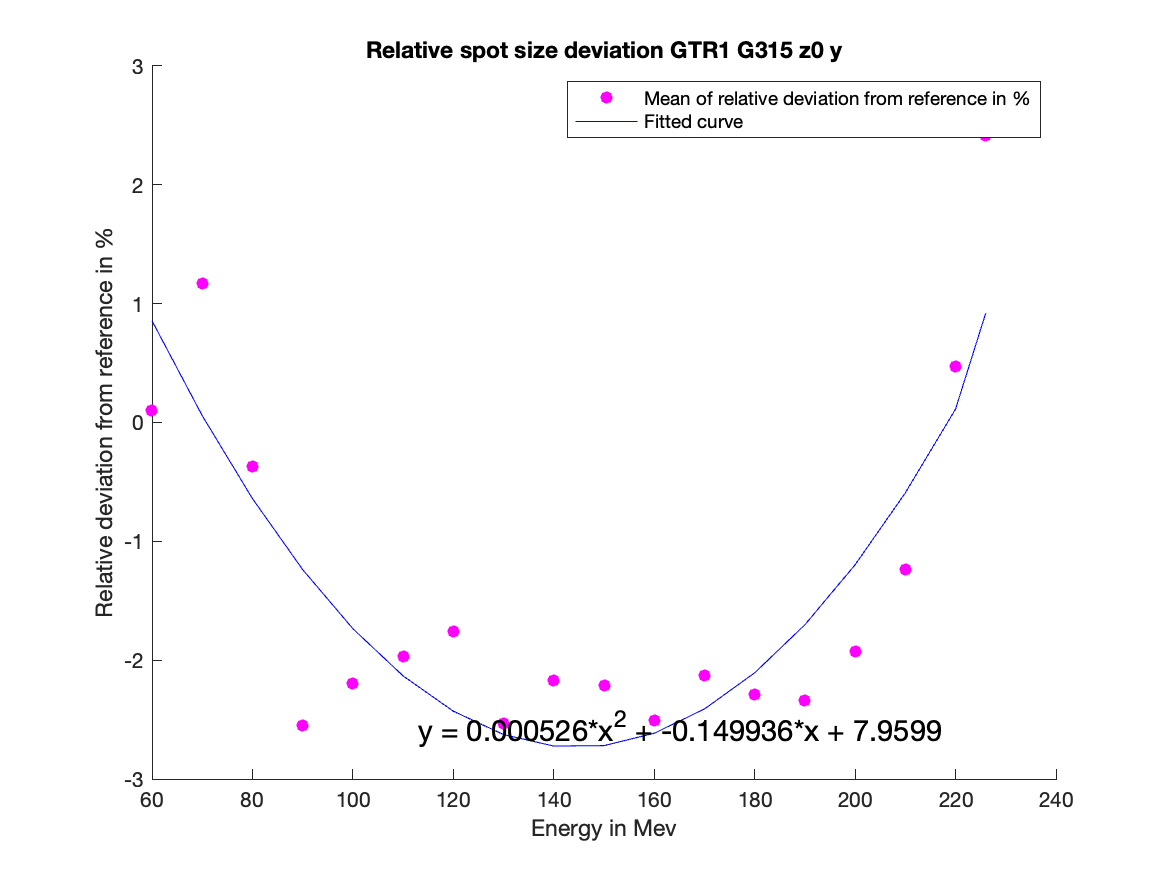 Relative spot size deviation GTR1 G315 z0 y
Mean of relative deviation from reference in %
Fitted curve
3
2
1
0
-1
-2
-3
Relative deviation from reference in %
y = 0.000526*x^2 + -0.149936*x + 7.9599
60 80 100 120 140 160 180 200 220 240
Energy in Mev